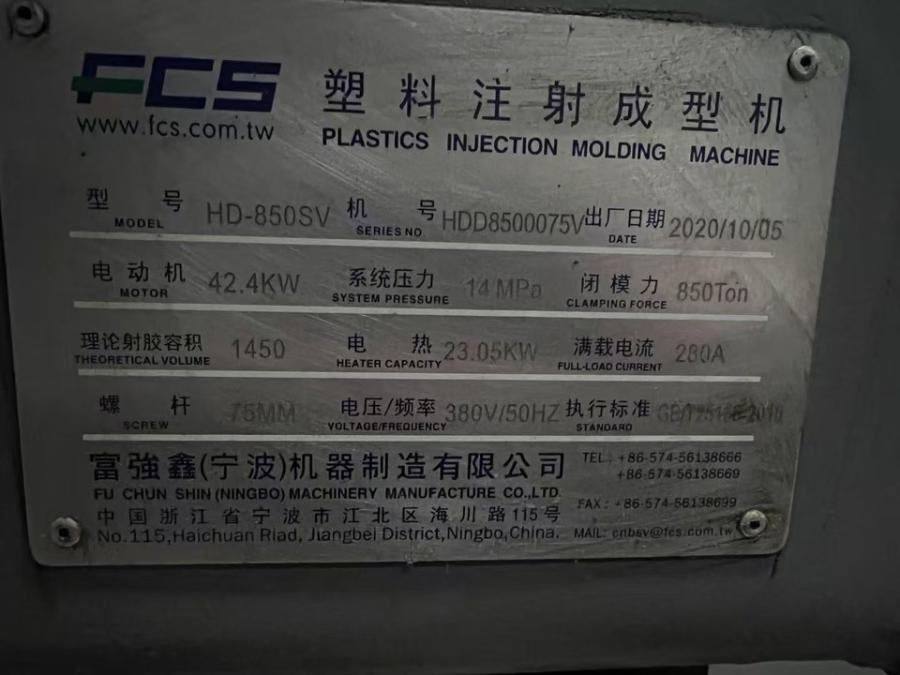 FCS
www.fcs.com.tw
塑料注射成型机
PLASTICS INJECTION MOLDING MACHINE
型号 HD-850SV 机号 HDD8500075V 出厂日期 2020/10/05
MODEL SERIES NO DATE
电动机 42.4KW 系统压力 14MPa 闭模力 850Ton
MOTOR SYSTEM PRESSURE CLAMPING FORCE
理论射胶容积 1450 电热 23.05KW 满载电流 280A
THEORETICAL VOLUME HEATER CAPACITY FULL-LOAD CURRENT
螺杆 75MM 电压/频率 380V/50HZ 执行标准
SCREW VOLTAGE/FREQUENCY STANDARD
富強鑫(宁波)机器制造有限公司 TEL: +86-574-56138666
+86-574-56138669
FU CHUN SHIN (NINGBO) MACHINERY MANUFACTURE CO.,LTD.
中国浙江省宁波市江北区海川路115号 FAX: +86-574-56138699
No.115,Haichuan Riad, Jiangbei District,Ningbo,China. MAIL: cnbsv@fcs.com.tw